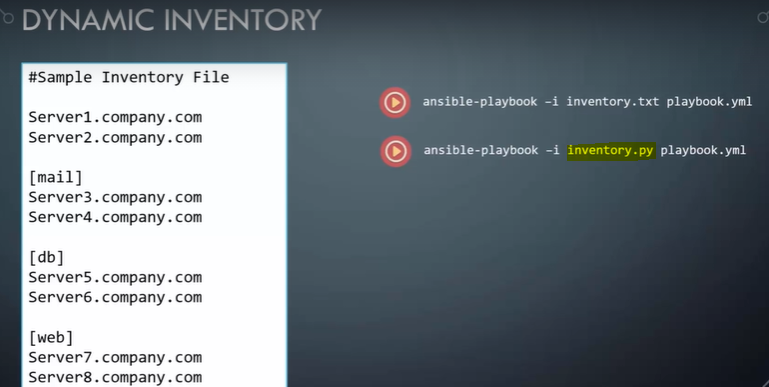 DYNAMIC INVENTORY
#Sample Inventory File
Server1.company.com
Server2.company.com
[mail]
Server3.company.com
Server4.company.com
[db]
Server5.company.com
Server6.company.com
[web]
Server7.company.com
Server8.company.com
ansible-playbook –i inventory.txt playbook.yml
ansible-playbook –i inventory.py playbook.yml